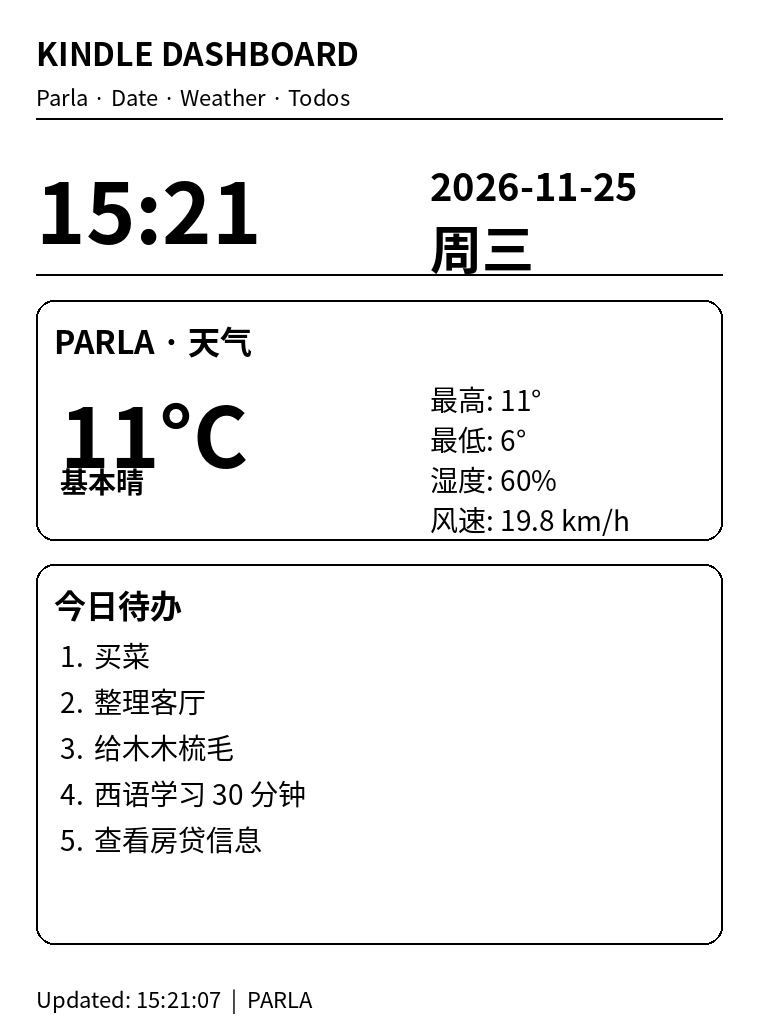 KINDLE DASHBOARD
Parla · Date · Weather · Todos
15:21
2026-11-25
周三
PARLA · 天气
11°C
基本晴
最高: 11°
最低: 6°
湿度: 60%
风速: 19.8 km/h
今日待办
1. 买菜
2. 整理客厅
3. 给木木梳毛
4. 西语学习 30 分钟
5. 查看房贷信息
Updated: 15:21:07 | PARLA